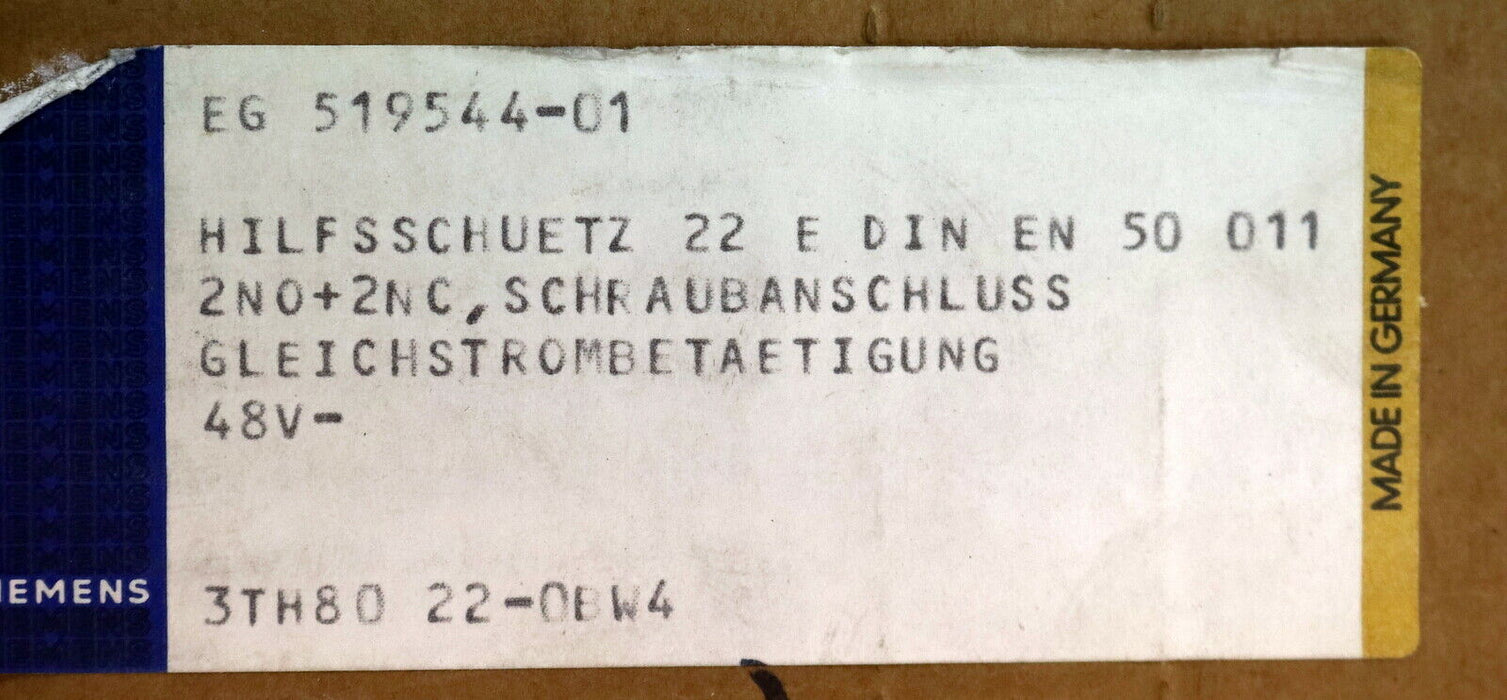 EG 519544-01
HILFSSCHUETZ 22 E DIN EN 50 011
2NO+2NC,SCHRAUBANSCHLUSS
GLEICHSTROMBETAETIGUNG
48V-
3TH80 22-0BW4
IEMENS
MADE IN GERMANY